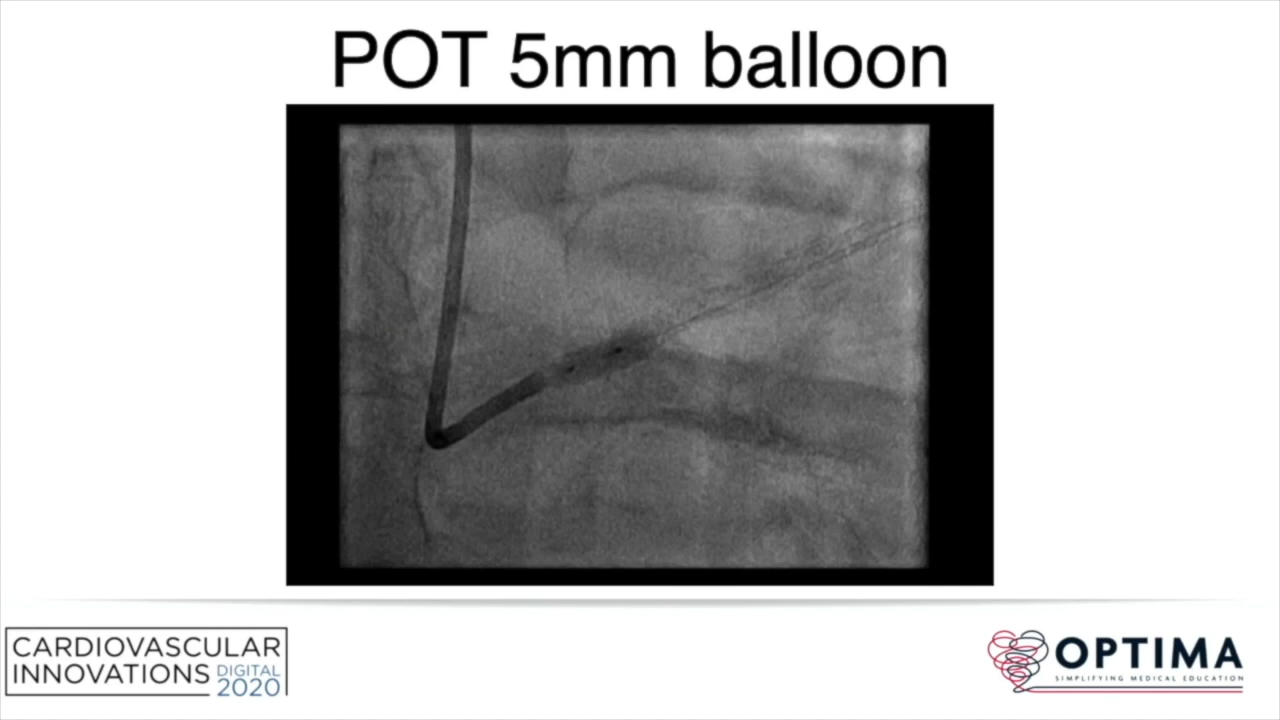 POT 5mm balloon
CARDIOVASCULAR
INNOVATIONS DIGITAL
2020
OPTIMA
SIMPLIFYING MEDICAL EDUCATION